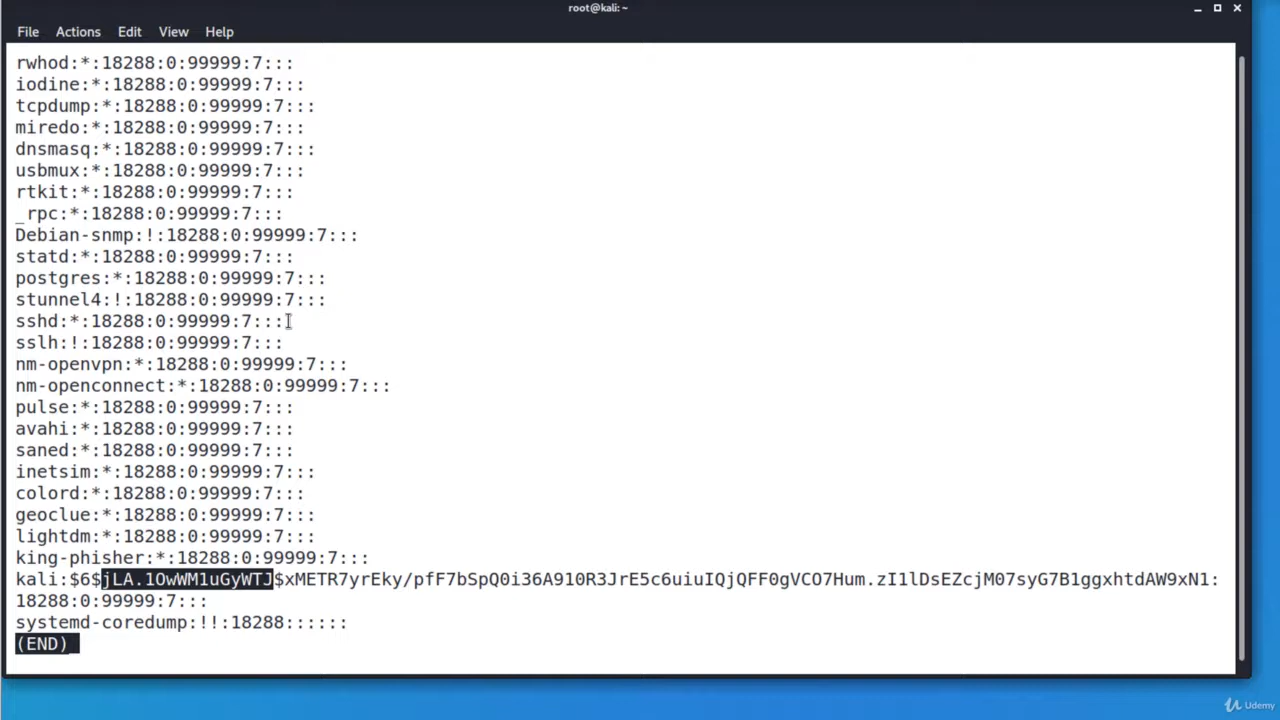 root@kali: ~
File Actions Edit View Help
rwhod:*:18288:0:99999:7:::
iodine:*:18288:0:99999:7:::
tcpdump:*:18288:0:99999:7:::
miredo:*:18288:0:99999:7:::
dnsmasq:*:18288:0:99999:7:::
usbmux:*:18288:0:99999:7:::
rtkit:*:18288:0:99999:7:::
_rpc:*:18288:0:99999:7:::
Debian-snmp:!:18288:0:99999:7:::
statd:*:18288:0:99999:7:::
postgres:*:18288:0:99999:7:::
stunnel4:!:18288:0:99999:7:::
sshd:*:18288:0:99999:7:::
sslh:!:18288:0:99999:7:::
nm-openvpn:*:18288:0:99999:7:::
nm-openconnect:*:18288:0:99999:7:::
pulse:*:18288:0:99999:7:::
avahi:*:18288:0:99999:7:::
saned:*:18288:0:99999:7:::
inetsim:*:18288:0:99999:7:::
colord:*:18288:0:99999:7:::
geoclue:*:18288:0:99999:7:::
lightdm:*:18288:0:99999:7:::
king-phisher:*:18288:0:99999:7:::
kali:$6$jLA.1OwWM1uGyWTJ$xMETR7yrEky/pfF7bSpQ0i36A910R3JrE5c6uiuIQjQFF0gVCO7Hum.zI1lDsEZcjM07syG7B1ggxhtdAW9xN1:
18288:0:99999:7:::
systemd-coredump:!!:18288::::::
(END)
Udemy